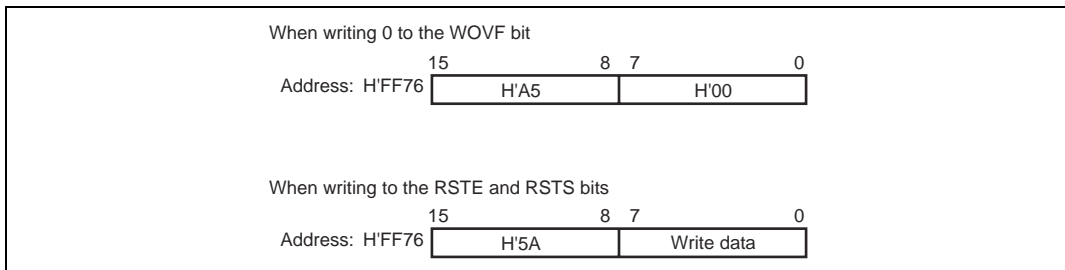 When writing 0 to the WOVF bit
15 8 7 0
Address: H'FF76 H'A5 H'00
When writing to the RSTE and RSTS bits
15 8 7 0
Address: H'FF76 H'5A Write data